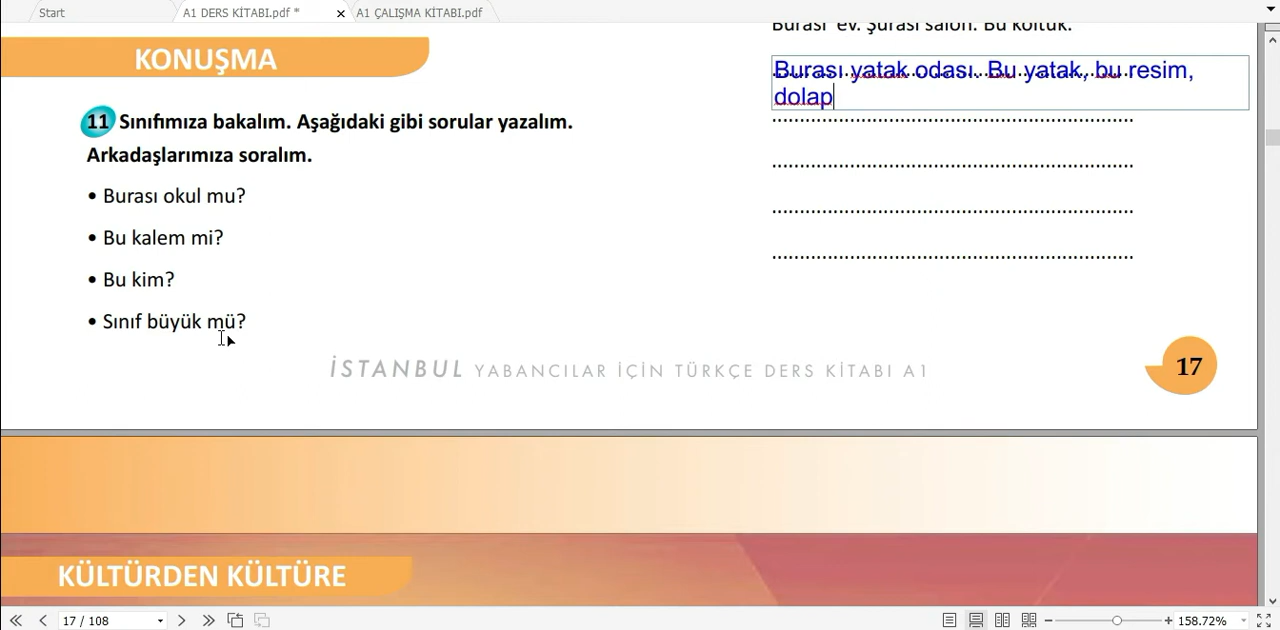 Start
A1 DERS KİTABI.pdf *
A1 ÇALIŞMA KİTABI.pdf
KONUŞMA
11 Sınıfımıza bakalım. Aşağıdaki gibi sorular yazalım.
Arkadaşlarımıza soralım.
• Burası okul mu?
• Bu kalem mi?
• Bu kim?
• Sınıf büyük mü?
Burası ev. Şurası salon. Bu koltuk.
Burası yatak odası. Bu yatak, bu resim,
dolap
İSTANBUL YABANCILAR İÇİN TÜRKÇE DERS KİTABI A1
17
KÜLTÜRDEN KÜLTÜRE
17 / 108
158.72%